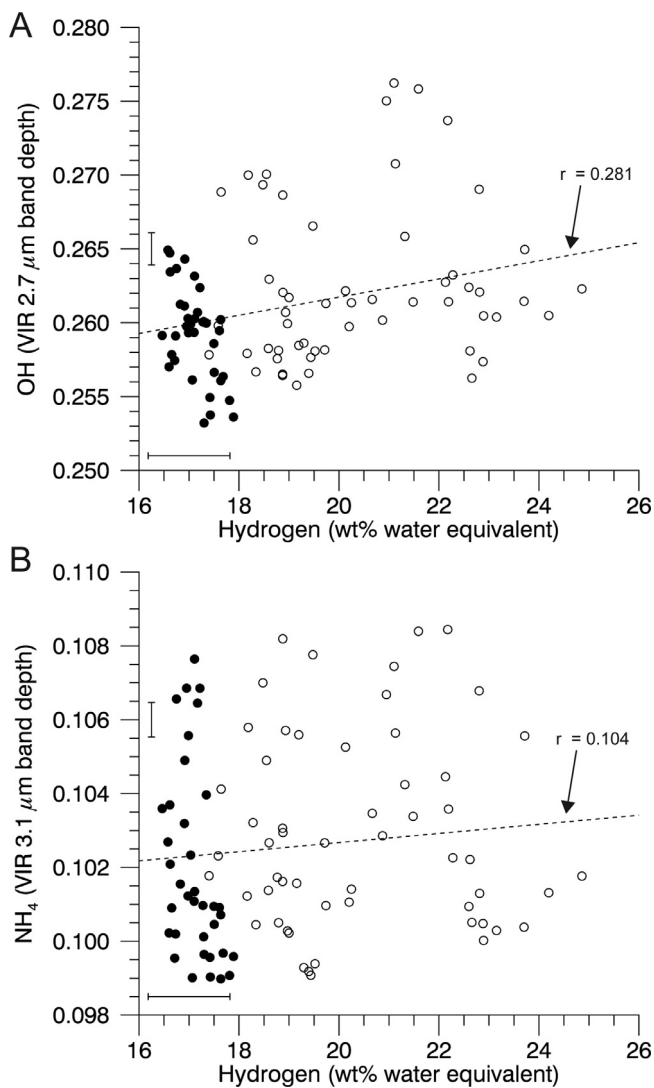 A
0.280
0.275
0.270
0.265
0.260
0.255
0.250
OH (VIR 2.7 μm band depth)
r = 0.281
16 18 20 22 24 26
Hydrogen (wt% water equivalent)
B
0.110
0.108
0.106
0.104
0.102
0.100
0.098
NH₄ (VIR 3.1 μm band depth)
r = 0.104
16 18 20 22 24 26
Hydrogen (wt% water equivalent)